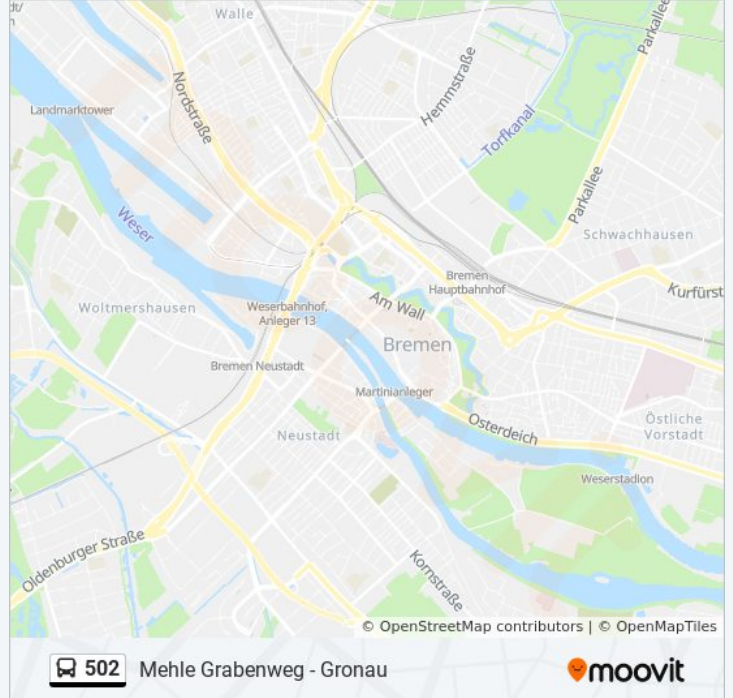 Walle
Parkallee
Nordstraße
Hemmstraße
Landmarktower
Torfkanal
Parkallee
Weser
Schwachhausen
Bremen
Hauptbahnhof
Kurfürst
Woltmershausen
Weserbahnhof,
Anleger 13
Am Wall
Bremen
Bremen Neustadt
Martinianleger
Neustadt
Osterdeich
Östliche
Vorstadt
Weserstadion
Oldenburger Straße
Kornstraße
© OpenStreetMap contributors | © OpenMapTiles
502 Mehle Grabenweg - Gronau
moovit